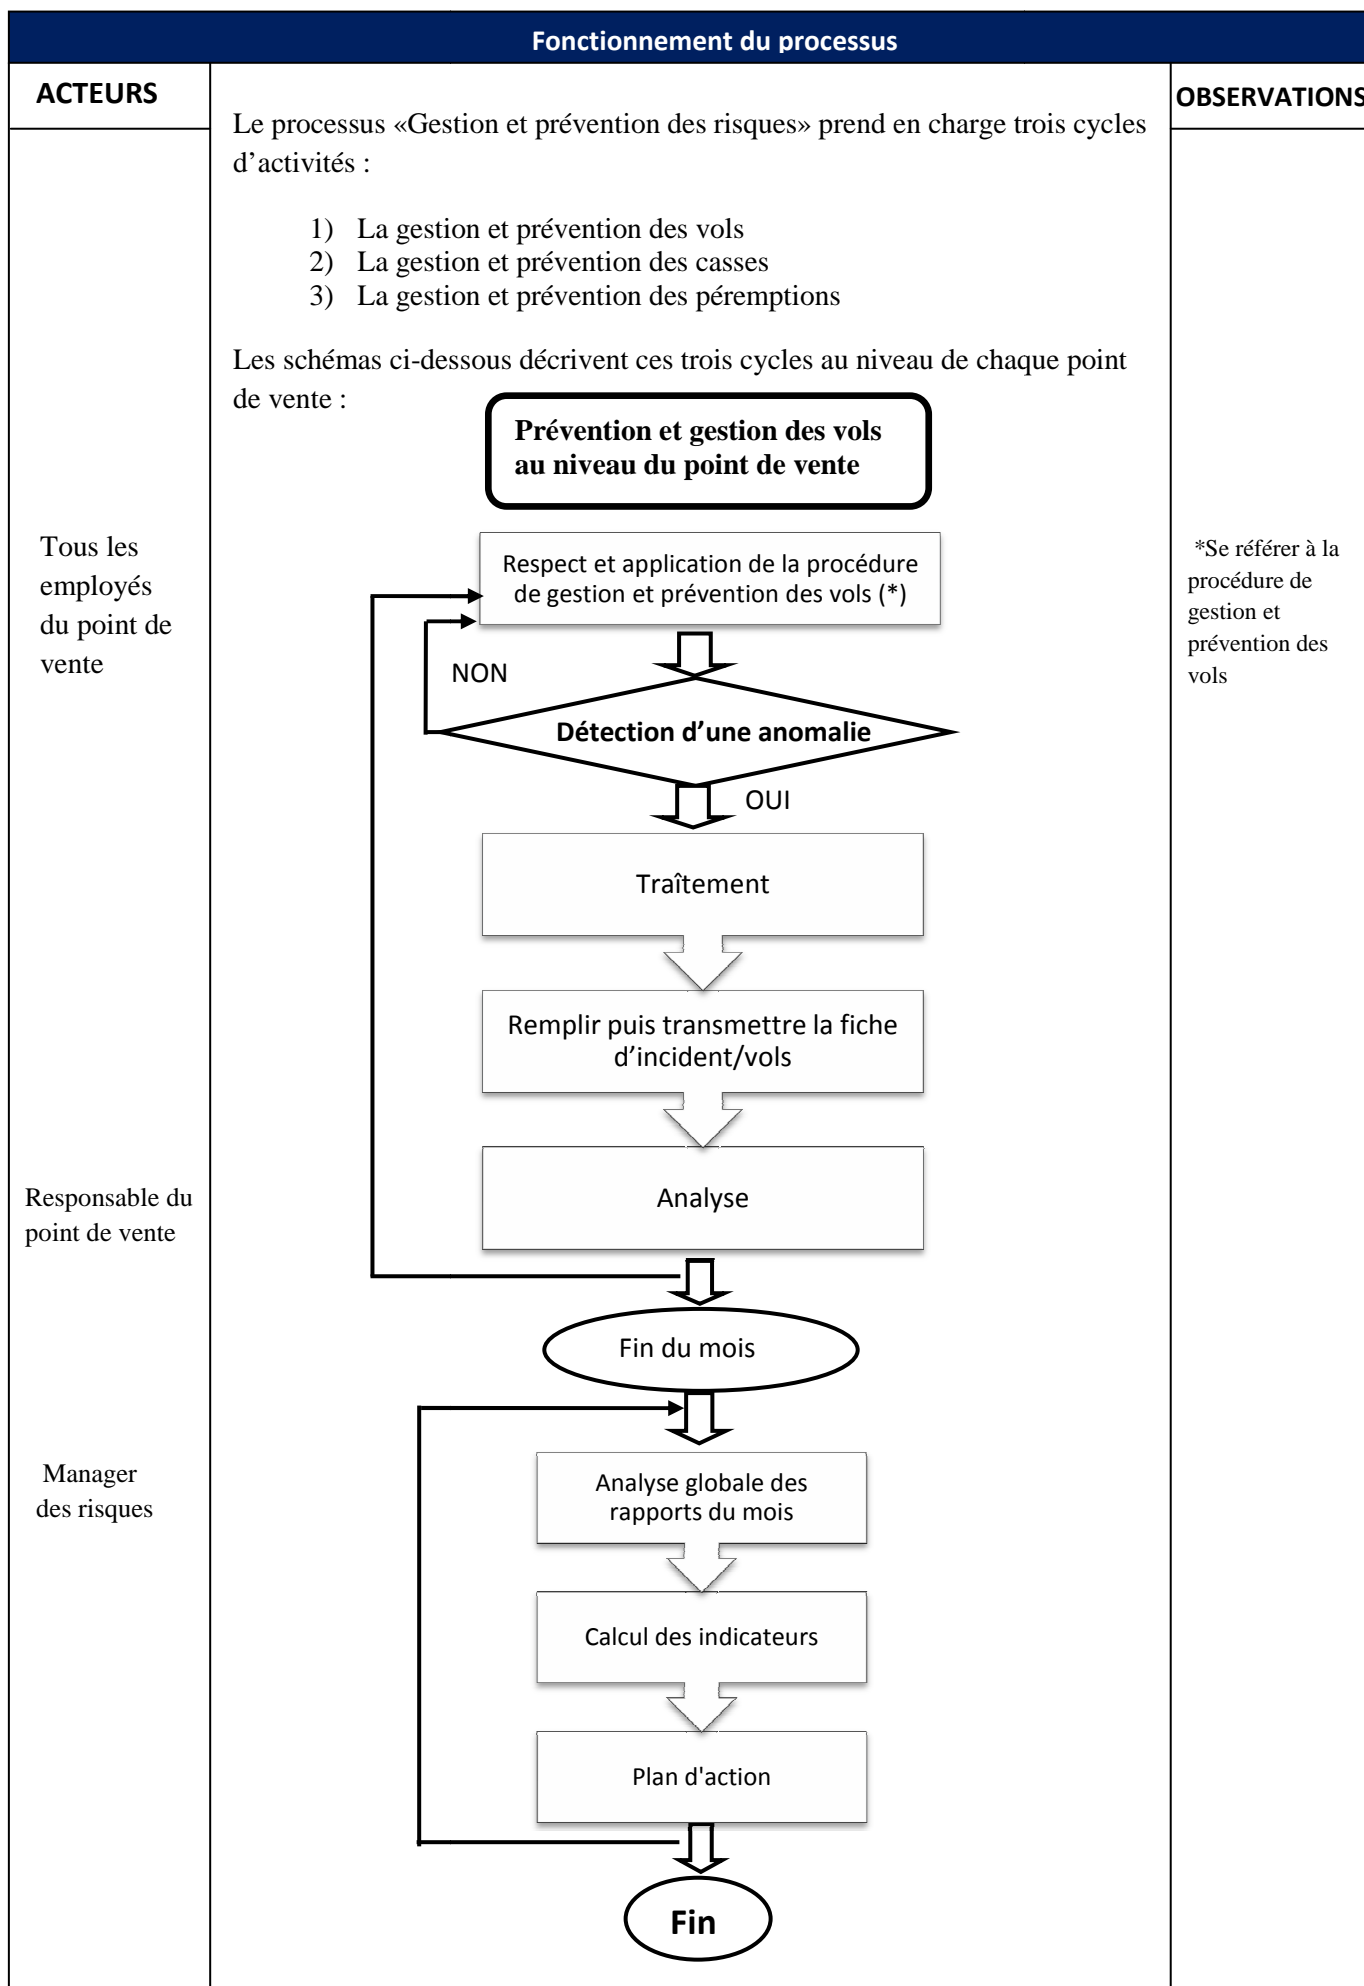 Fonctionnement du processus
ACTEURS
OBSERVATIONS
Le processus «Gestion et prévention des risques» prend en charge trois cycles
d’activités :
1) La gestion et prévention des vols
2) La gestion et prévention des casses
3) La gestion et prévention des péremptions
Les schémas ci-dessous décrivent ces trois cycles au niveau de chaque point
de vente :
Prévention et gestion des vols
au niveau du point de vente
Tous les
employés
du point de
vente
Respect et application de la procédure
de gestion et prévention des vols (*)
*Se référer à la
procédure de
gestion et
prévention des
vols
NON
Détection d’une anomalie
OUI
Traîtement
Remplir puis transmettre la fiche
d’incident/vols
Responsable du
point de vente
Analyse
Fin du mois
Manager
des risques
Analyse globale des
rapports du mois
Calcul des indicateurs
Plan d'action
Fin